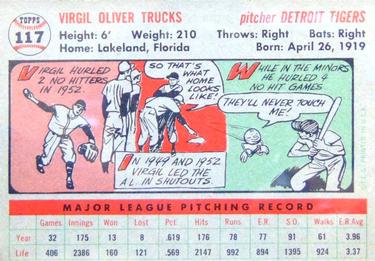 TOPPS
117
VIRGIL OLIVER TRUCKS pitcher DETROIT TIGERS
Height: 6' Weight: 210 Throws: Right Bats: Right
Home: Lakeland, Florida Born: April 26, 1919
VIRGIL HURLED
2 NO
HITTERS
IN 1952.
SO THAT'S
WHAT
HOME
LOOKS
LIKE!
IN 1949 AND 1952
VIRGIL LED THE
A.L. IN SHUTOUTS.
WHILE IN THE MINORS
HE HURLED 4
NO HIT GAMES
THEY'LL NEVER TOUCH
ME!
MAJOR LEAGUE PITCHING RECORD
Games Innings Won Lost Pct. Hits Runs E.R. S.O. Walks E.R.Avg
Year 32 175 13 8 .619 176 78 77 91 61 3.96
Life 406 2386 160 121 .569 2147 992 894 1395 924 3.37